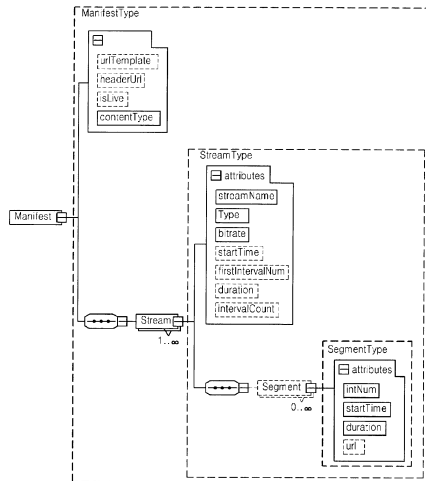 ManifestType
urlTemplate
headerUrl
isLive
contentType
StreamType
attributes
streamName
Type
bitrate
startTime
firstIntervalNum
duration
intervalCount
Manifest
Stream
1..∞
SegmentType
attributes
intNum
startTime
duration
url
Segment
0..∞